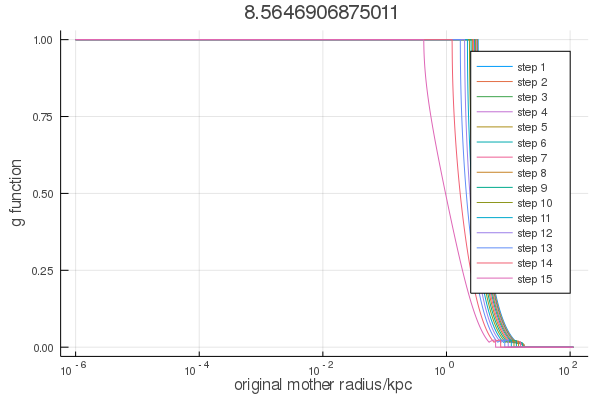 8.5646906875011
g function
1.00
0.75
0.50
0.25
0.00
step 1
step 2
step 3
step 4
step 5
step 6
step 7
step 8
step 9
step 10
step 11
step 12
step 13
step 14
step 15
10⁻⁶ 10⁻⁴ 10⁻² 10⁰ 10²
original mother radius/kpc